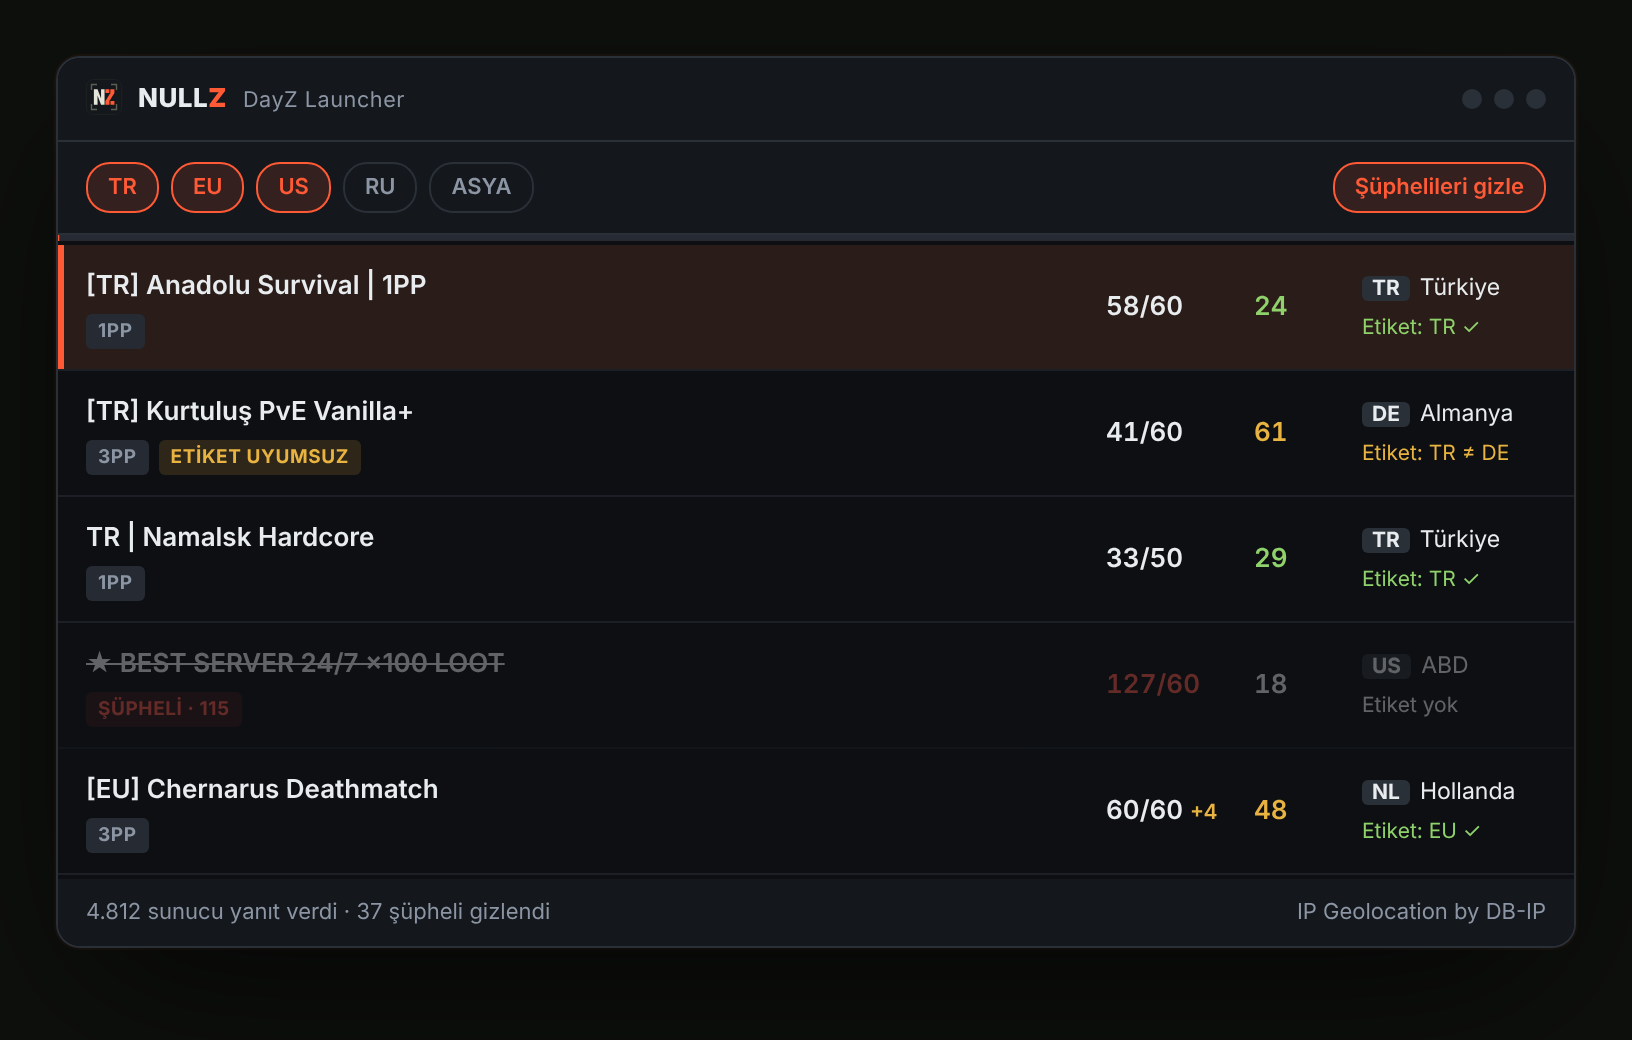 NZ NULLZ DayZ Launcher
TR EU US RU ASYA Şüphelileri gizle
[TR] Anadolu Survival | 1PP
1PP
58/60 24
TR Türkiye
Etiket: TR ✓
[TR] Kurtuluş PvE Vanilla+
3PP ETİKET UYUMSUZ
41/60 61
DE Almanya
Etiket: TR ≠ DE
TR | Namalsk Hardcore
1PP
33/50 29
TR Türkiye
Etiket: TR ✓
★ BEST SERVER 24/7 ×100 LOOT
ŞÜPHELİ · 115
127/60 18
US ABD
Etiket yok
[EU] Chernarus Deathmatch
3PP
60/60 +4 48
NL Hollanda
Etiket: EU ✓
4.812 sunucu yanıt verdi · 37 şüpheli gizlendi
IP Geolocation by DB-IP